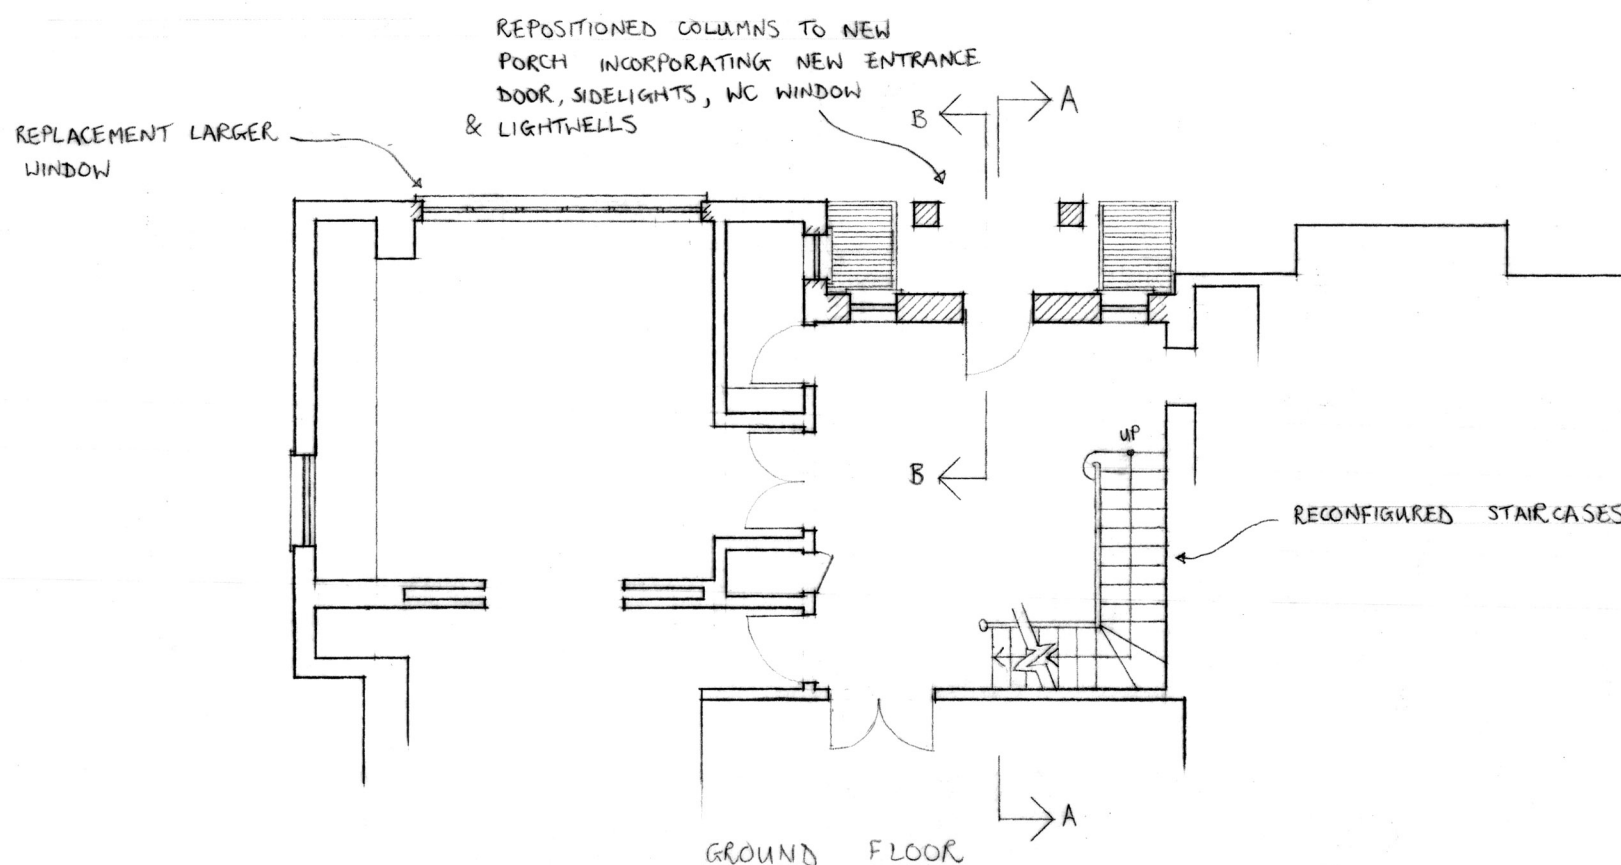 REPOSITIONED COLUMNS TO NEW
PORCH INCORPORATING NEW ENTRANCE
DOOR, SIDELIGHTS, WC WINDOW
& LIGHTWELLS
REPLACEMENT LARGER
WINDOW
B
A
UP
B
RECONFIGURED STAIRCASES
A
GROUND FLOOR